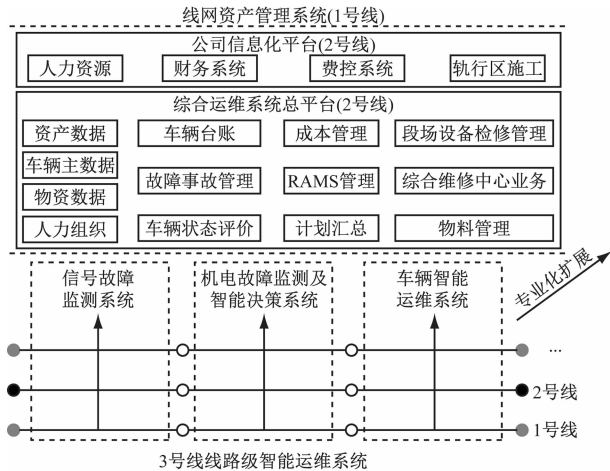 线网资产管理系统(1号线)
公司信息化平台(2号线)
人力资源 财务系统 费控系统 轨行区施工
综合运维系统总平台(2号线)
资产数据 车辆台账 成本管理 段场设备检修管理
车辆主数据
物资数据 故障事故管理 RAMS管理 综合维修中心业务
人力组织 车辆状态评价 计划汇总 物料管理
信号故障
监测系统
机电故障监测及
智能决策系统
车辆智能
运维系统
专业化扩展
...
2号线
1号线
3号线线路级智能运维系统